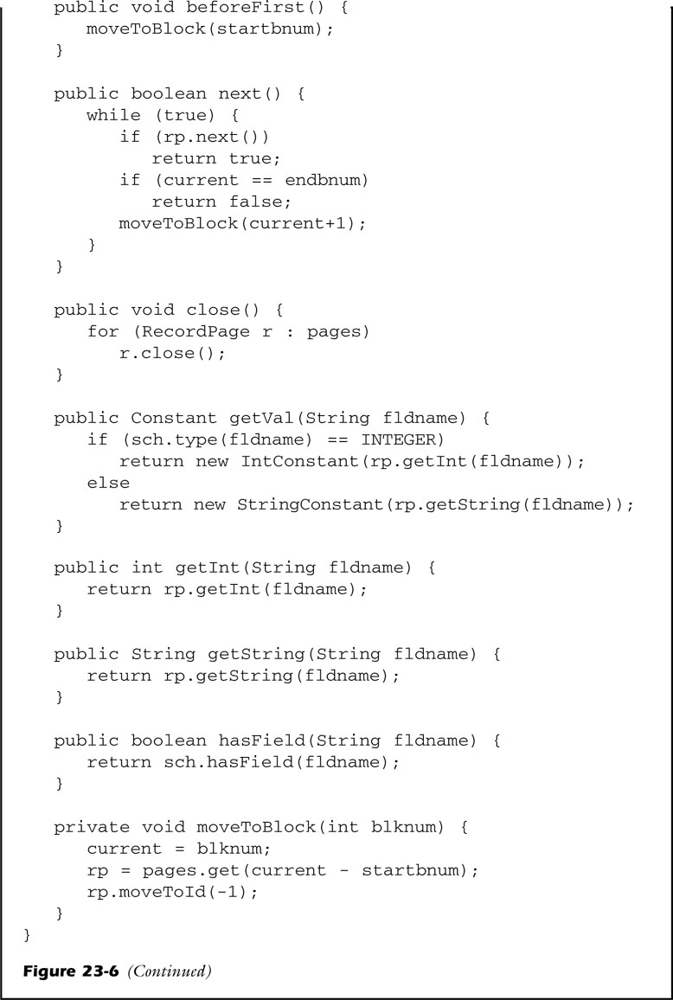 public void beforeFirst() {
      moveToBlock(startbnum);
   }

   public boolean next() {
      while (true) {
         if (rp.next())
            return true;
         if (current == endbnum)
            return false;
         moveToBlock(current+1);
      }
   }

   public void close() {
      for (RecordPage r : pages)
         r.close();
   }

   public Constant getVal(String fldname) {
      if (sch.type(fldname) == INTEGER)
         return new IntConstant(rp.getInt(fldname));
      else
         return new StringConstant(rp.getString(fldname));
   }

   public int getInt(String fldname) {
      return rp.getInt(fldname);
   }

   public String getString(String fldname) {
      return rp.getString(fldname);
   }

   public boolean hasField(String fldname) {
      return sch.hasField(fldname);
   }

   private void moveToBlock(int blknum) {
      current = blknum;
      rp = pages.get(current - startbnum);
      rp.moveToId(-1);
   }
}
Figure 23-6 (Continued)